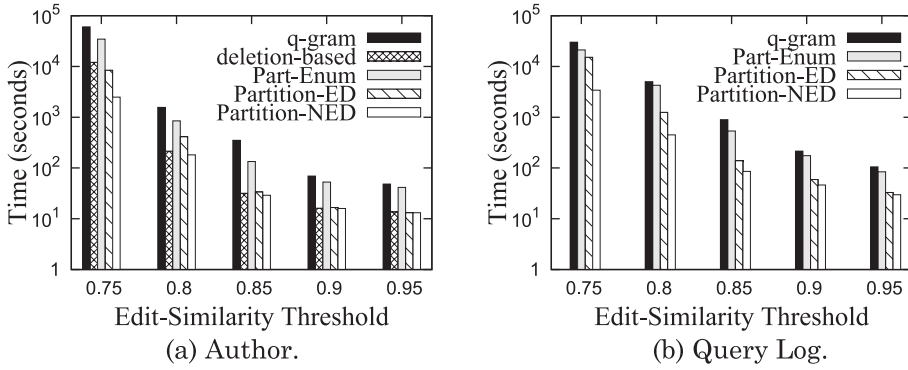 10^5
10^4
10^3
10^2
10^1
1
Time (seconds)
q-gram
deletion-based
Part-Enum
Partition-ED
Partition-NED
0.75 0.8 0.85 0.9 0.95
Edit-Similarity Threshold
(a) Author.
10^5
10^4
10^3
10^2
10^1
1
Time (seconds)
q-gram
Part-Enum
Partition-ED
Partition-NED
0.75 0.8 0.85 0.9 0.95
Edit-Similarity Threshold
(b) Query Log.